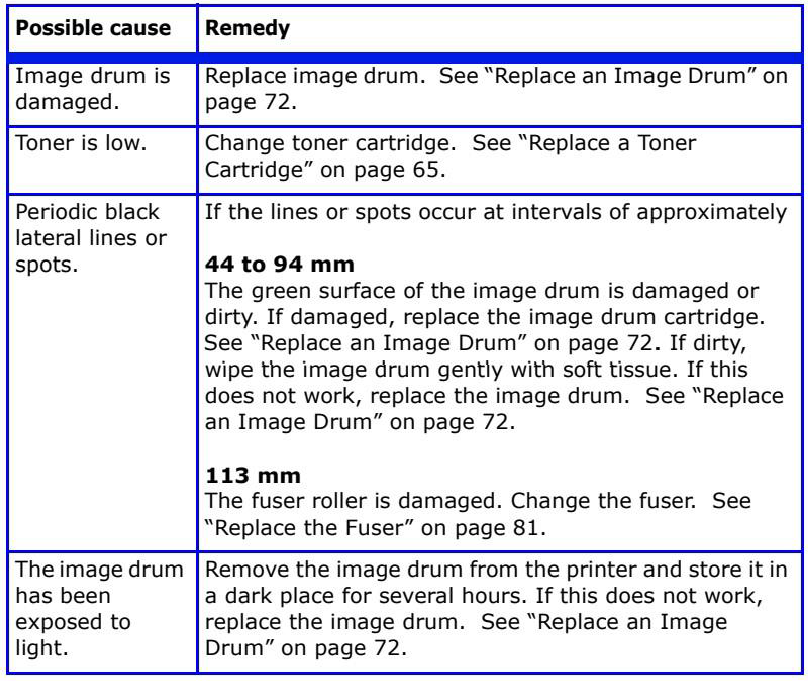 Possible cause
Remedy
Image drum is
damaged.
Replace image drum.  See “Replace an Image Drum” on
page 72.
Toner is low.
Change toner cartridge.  See “Replace a Toner
Cartridge” on page 65.
Periodic black
lateral lines or
spots.
If the lines or spots occur at intervals of approximately
44 to 94 mm
The green surface of the image drum is damaged or
dirty. If damaged, replace the image drum cartridge.
See “Replace an Image Drum” on page 72. If dirty,
wipe the image drum gently with soft tissue. If this
does not work, replace the image drum.  See “Replace
an Image Drum” on page 72.
113 mm
The fuser roller is damaged. Change the fuser.  See
“Replace the Fuser” on page 81.
The image drum
has been
exposed to
light.
Remove the image drum from the printer and store it in
a dark place for several hours. If this does not work,
replace the image drum.  See “Replace an Image
Drum” on page 72.